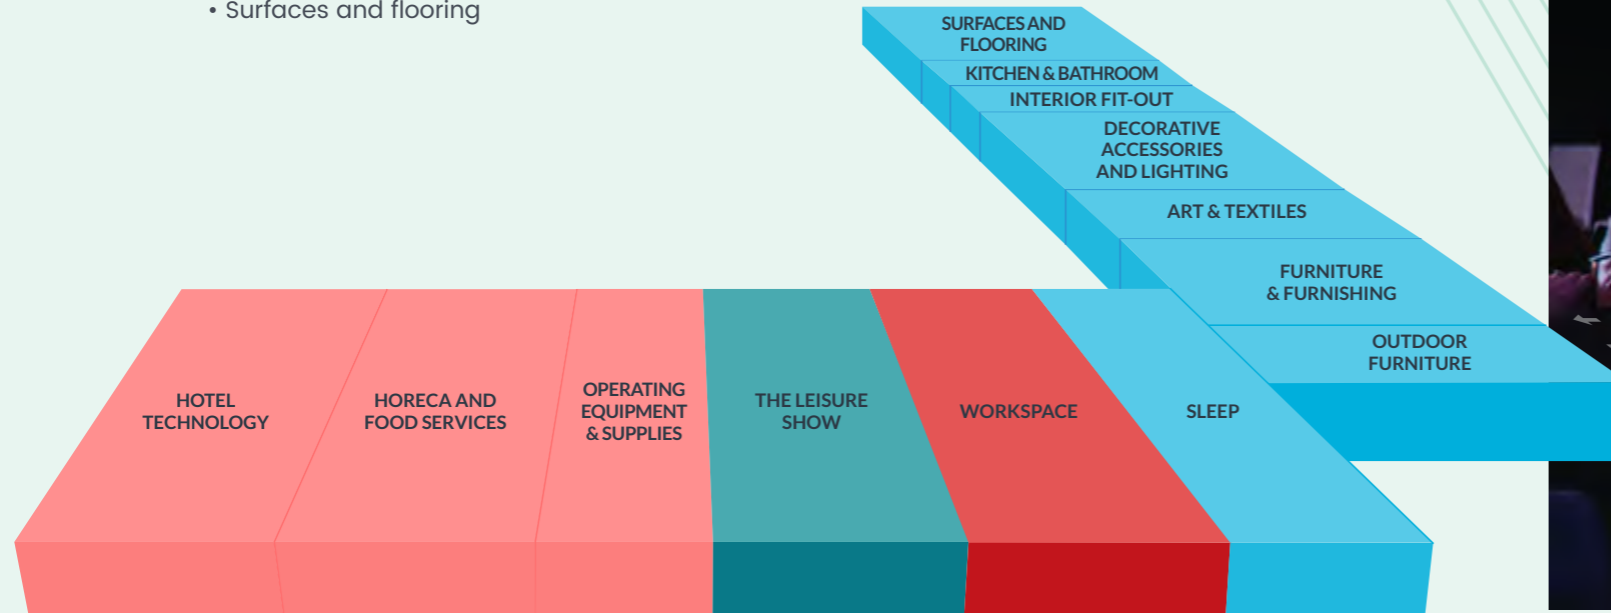 • Surfaces and flooring
SURFACES AND
FLOORING
KITCHEN & BATHROOM
INTERIOR FIT-OUT
DECORATIVE
ACCESSORIES
AND LIGHTING
ART & TEXTILES
FURNITURE
& FURNISHING
OUTDOOR
FURNITURE
HOTEL
TECHNOLOGY
HORECA AND
FOOD SERVICES
OPERATING
EQUIPMENT
& SUPPLIES
THE LEISURE
SHOW
WORKSPACE
SLEEP